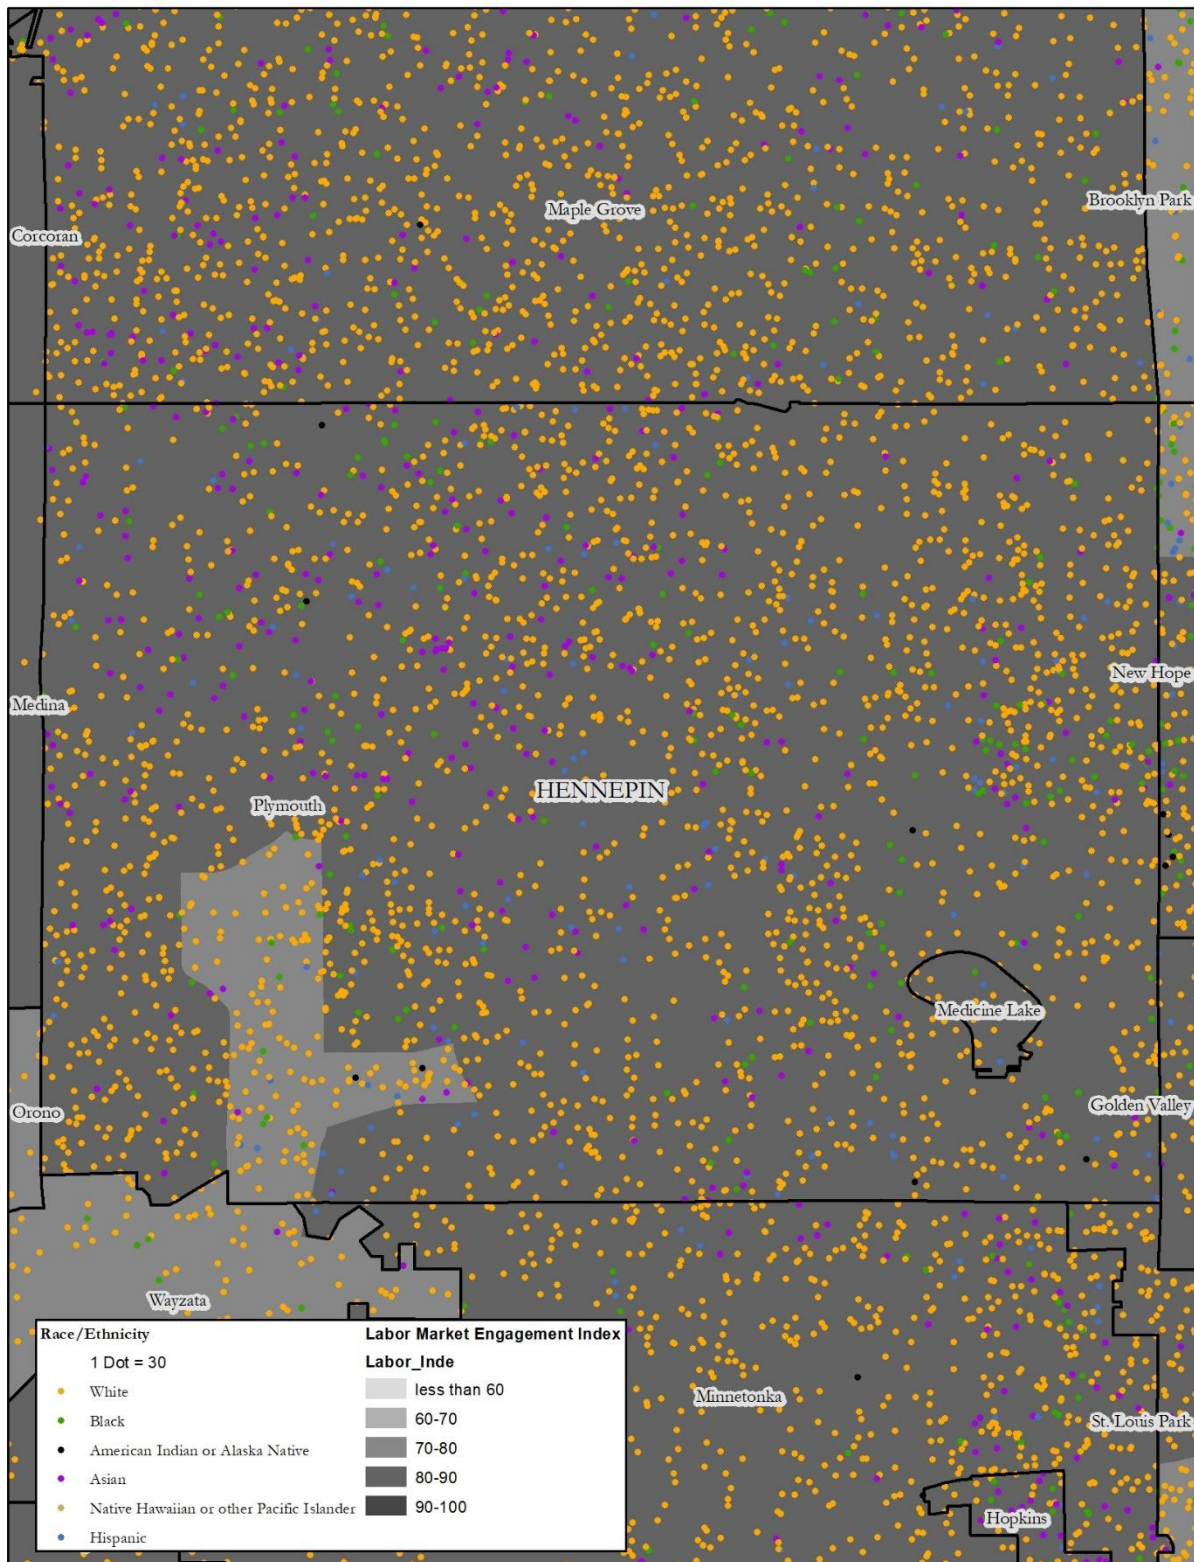 Maple Grove
Brooklyn Park
Corcoran
New Hope
Medina
HENNEPIN
Plymouth
Medicine Lake
Orono
Golden Valley
Wayzata
Minnetonka
St. Louis Park
Hopkins
Race/Ethnicity
1 Dot = 30
White
Black
American Indian or Alaska Native
Asian
Native Hawaiian or other Pacific Islander
Hispanic
Labor Market Engagement Index
Labor_Inde
less than 60
60-70
70-80
80-90
90-100